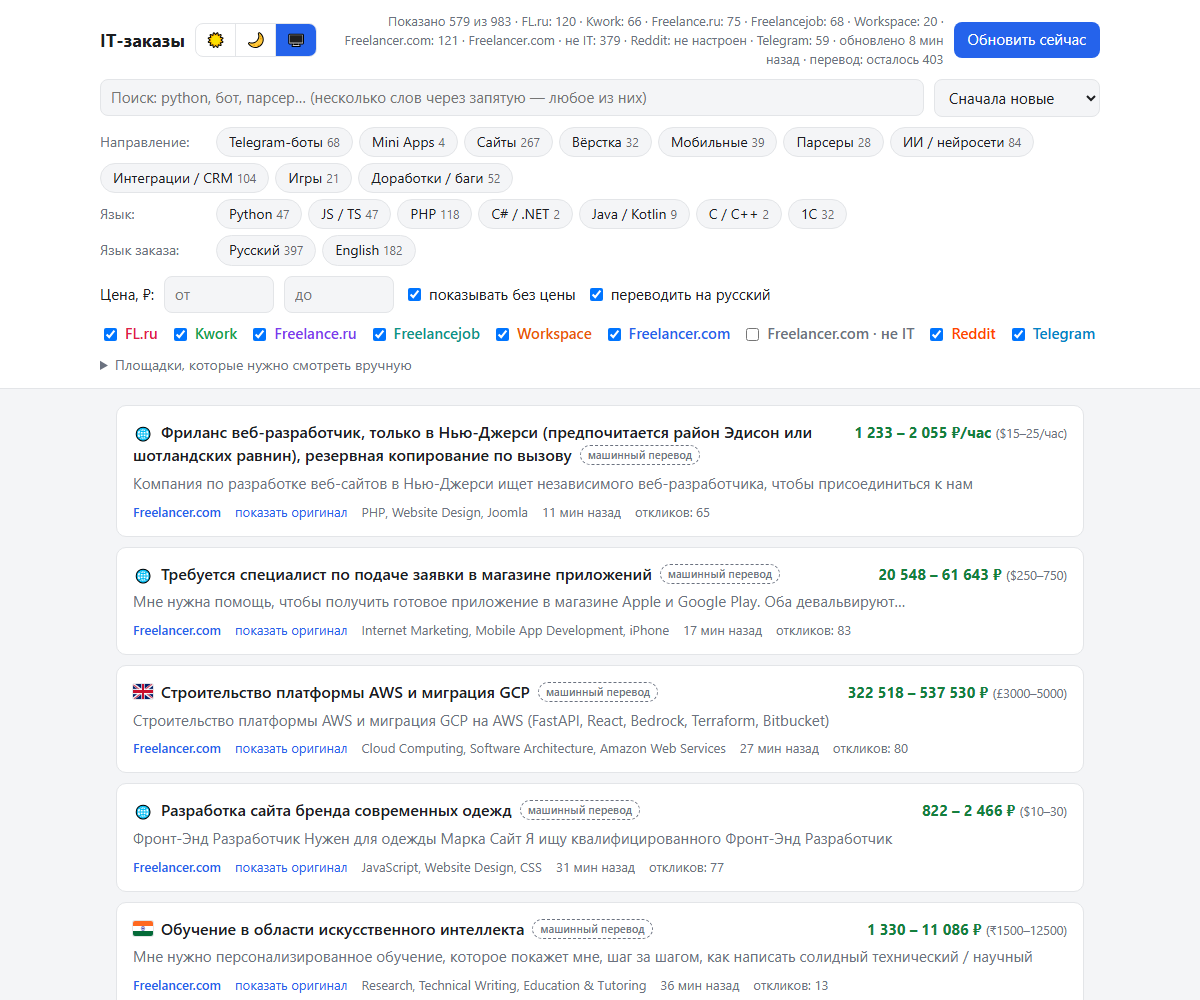 IT-заказы
Показано 579 из 983 · FL.ru: 120 · Kwork: 66 · Freelance.ru: 75 · Freelancejob: 68 · Workspace: 20 ·
Freelancer.com: 121 · Freelancer.com · не IT: 379 · Reddit: не настроен · Telegram: 59 · обновлено 8 мин
назад · перевод: осталось 403
Обновить сейчас
Поиск: python, бот, парсер... (несколько слов через запятую — любое из них)
Сначала новые
Направление: Telegram-боты 68 Mini Apps 4 Сайты 267 Вёрстка 32 Мобильные 39 Парсеры 28 ИИ / нейросети 84
Интеграции / CRM 104 Игры 21 Доработки / баги 52
Язык: Python 47 JS / TS 47 PHP 118 C# / .NET 2 Java / Kotlin 9 C / C++ 2 1C 32
Язык заказа: Русский 397 English 182
Цена, ₽: от до показывать без цены переводить на русский
FL.ru Kwork Freelance.ru Freelancejob Workspace Freelancer.com Freelancer.com · не IT Reddit Telegram
Площадки, которые нужно смотреть вручную
Фриланс веб-разработчик, только в Нью-Джерси (предпочитается район Эдисон или
шотландских равнин), резервная копирование по вызову машинный перевод
1 233 – 2 055 ₽/час ($15–25/час)
Компания по разработке веб-сайтов в Нью-Джерси ищет независимого веб-разработчика, чтобы присоединиться к нам
Freelancer.com показать оригинал PHP, Website Design, Joomla 11 мин назад откликов: 65
Требуется специалист по подаче заявки в магазине приложений машинный перевод 20 548 – 61 643 ₽ ($250–750)
Мне нужна помощь, чтобы получить готовое приложение в магазине Apple и Google Play. Оба девальвируют...
Freelancer.com показать оригинал Internet Marketing, Mobile App Development, iPhone 17 мин назад откликов: 83
Строительство платформы AWS и миграция GCP машинный перевод 322 518 – 537 530 ₽ (£3000–5000)
Строительство платформы AWS и миграция GCP на AWS (FastAPI, React, Bedrock, Terraform, Bitbucket)
Freelancer.com показать оригинал Cloud Computing, Software Architecture, Amazon Web Services 27 мин назад откликов: 80
Разработка сайта бренда современных одежд машинный перевод 822 – 2 466 ₽ ($10–30)
Фронт-Энд Разработчик Нужен для одежды Марка Сайт Я ищу квалифицированного Фронт-Энд Разработчик
Freelancer.com показать оригинал JavaScript, Website Design, CSS 31 мин назад откликов: 77
Обучение в области искусственного интеллекта машинный перевод 1 330 – 11 086 ₽ (₹1500–12500)
Мне нужно персонализированное обучение, которое покажет мне, шаг за шагом, как написать солидный технический / научный
Freelancer.com показать оригинал Research, Technical Writing, Education & Tutoring 36 мин назад откликов: 13